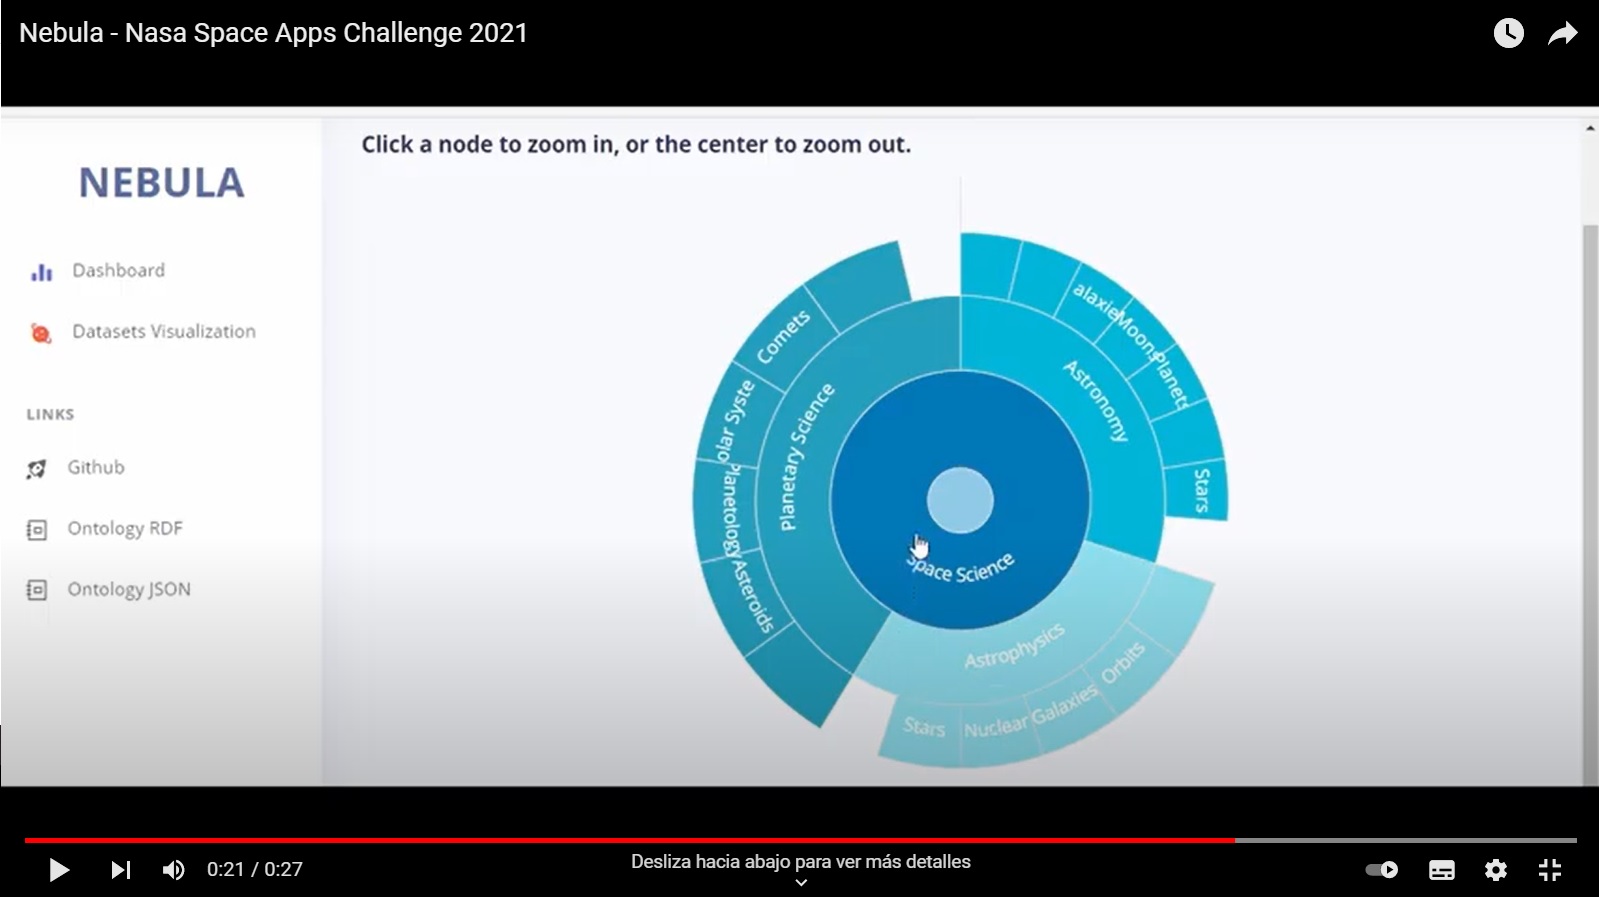 Nebula - Nasa Space Apps Challenge 2021
Click a node to zoom in, or the center to zoom out.
NEBULA
Dashboard
Datasets Visualization
LINKS
Github
Ontology RDF
Ontology JSON
Space Science
Astronomy
alaxie
Moons
Planets
Stars
Astrophysics
Orbits
Galaxies
Nuclear
Stars
Planetary Science
Asteroids
Planetology
olar Syste
Comets
0:21 / 0:27
Desliza hacia abajo para ver más detalles